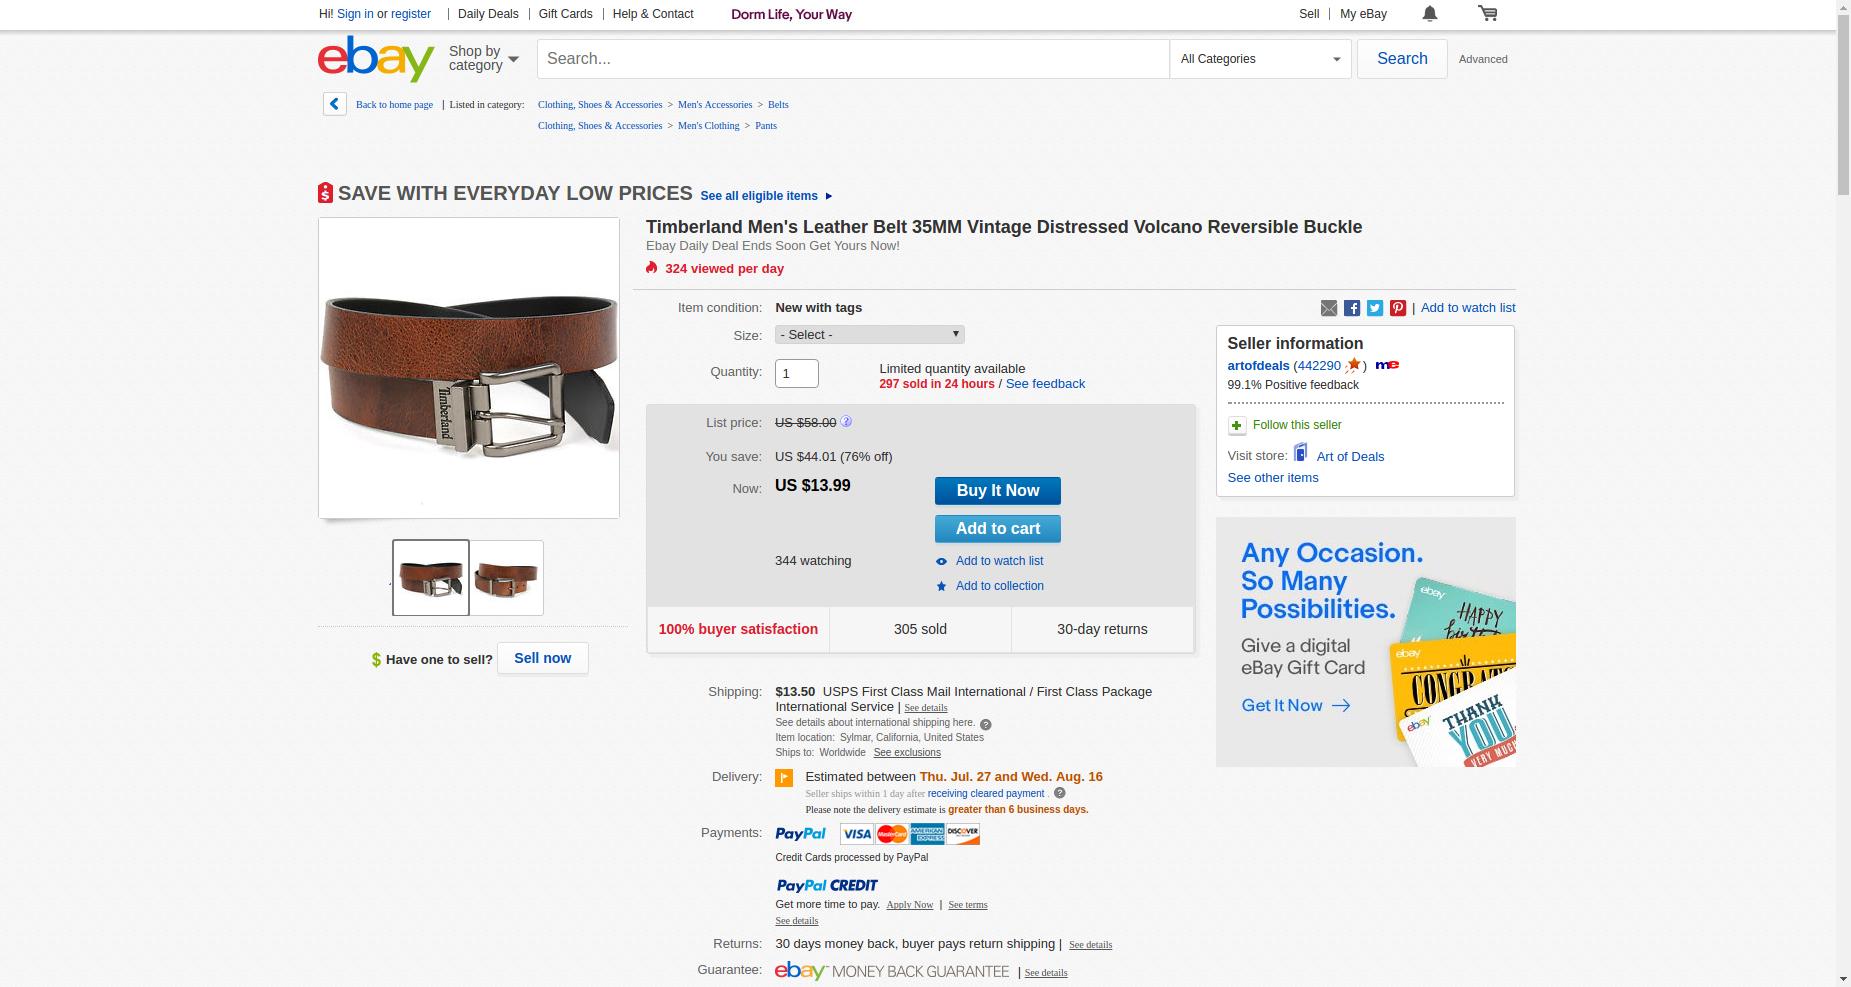 Hi! Sign in or register | Daily Deals | Gift Cards | Help & Contact Dorm Life, Your Way Sell | My eBay
ebay Shop by category Search... All Categories Search Advanced
Back to home page | Listed in category: Clothing, Shoes & Accessories > Men's Accessories > Belts
Clothing, Shoes & Accessories > Men's Clothing > Pants
SAVE WITH EVERYDAY LOW PRICES See all eligible items
Timberland
Have one to sell? Sell now
Timberland Men's Leather Belt 35MM Vintage Distressed Volcano Reversible Buckle
Ebay Daily Deal Ends Soon Get Yours Now!
324 viewed per day
Item condition: New with tags
Size: - Select -
Quantity: 1
Limited quantity available
297 sold in 24 hours / See feedback
List price: US $58.00
You save: US $44.01 (76% off)
Now: US $13.99
Buy It Now
Add to cart
344 watching
Add to watch list
Add to collection
100% buyer satisfaction 305 sold 30-day returns
Shipping: $13.50 USPS First Class Mail International / First Class Package
International Service | See details
See details about international shipping here. ?
Item location: Sylmar, California, United States
Ships to: Worldwide See exclusions
Delivery: Estimated between Thu. Jul. 27 and Wed. Aug. 16
Seller ships within 1 day after receiving cleared payment . ?
Please note the delivery estimate is greater than 6 business days.
Payments: PayPal VISA MasterCard AMERICAN EXPRESS DISCOVER
Credit Cards processed by PayPal
PayPal CREDIT
Get more time to pay. Apply Now | See terms
See details
Returns: 30 days money back, buyer pays return shipping | See details
Guarantee: ebay MONEY BACK GUARANTEE | See details
| Add to watch list
Seller information
artofdeals (442290 ) me
99.1% Positive feedback
Follow this seller
Visit store: Art of Deals
See other items
Any Occasion.
So Many
Possibilities.
Give a digital
eBay Gift Card
Get It Now →
ebay
HAPPY
ebay
ebay
THANK
YOU
VERY MUCH